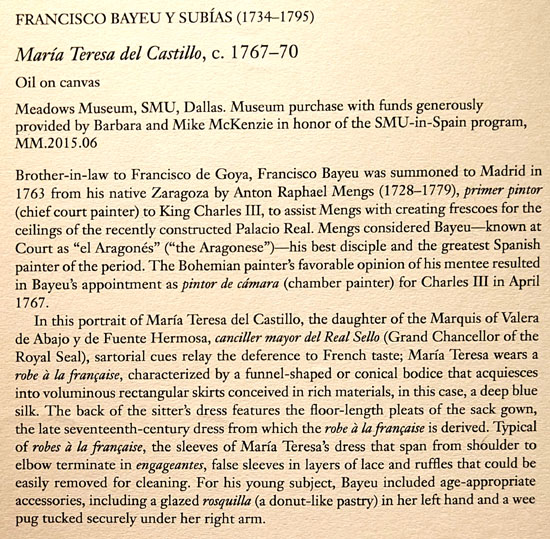 FRANCISCO BAYEU Y SUBÍAS (1734–1795)
María Teresa del Castillo, c. 1767–70
Oil on canvas
Meadows Museum, SMU, Dallas. Museum purchase with funds generously
provided by Barbara and Mike McKenzie in honor of the SMU-in-Spain program,
MM.2015.06
Brother-in-law to Francisco de Goya, Francisco Bayeu was summoned to Madrid in
1763 from his native Zaragoza by Anton Raphael Mengs (1728–1779), primer pintor
(chief court painter) to King Charles III, to assist Mengs with creating frescoes for the
ceilings of the recently constructed Palacio Real. Mengs considered Bayeu—known at
Court as “el Aragonés” (“the Aragonese”)—his best disciple and the greatest Spanish
painter of the period. The Bohemian painter’s favorable opinion of his mentee resulted
in Bayeu’s appointment as pintor de cámara (chamber painter) for Charles III in April
1767.
In this portrait of María Teresa del Castillo, the daughter of the Marquis of Valera
de Abajo y de Fuente Hermosa, canciller mayor del Real Sello (Grand Chancellor of the
Royal Seal), sartorial cues relay the deference to French taste; María Teresa wears a
robe à la française, characterized by a funnel-shaped or conical bodice that acquiesces
into voluminous rectangular skirts conceived in rich materials, in this case, a deep blue
silk. The back of the sitter’s dress features the floor-length pleats of the sack gown,
the late seventeenth-century dress from which the robe à la française is derived. Typical
of robes à la française, the sleeves of María Teresa’s dress that span from shoulder to
elbow terminate in engageantes, false sleeves in layers of lace and ruffles that could be
easily removed for cleaning. For his young subject, Bayeu included age-appropriate
accessories, including a glazed rosquilla (a donut-like pastry) in her left hand and a wee
pug tucked securely under her right arm.